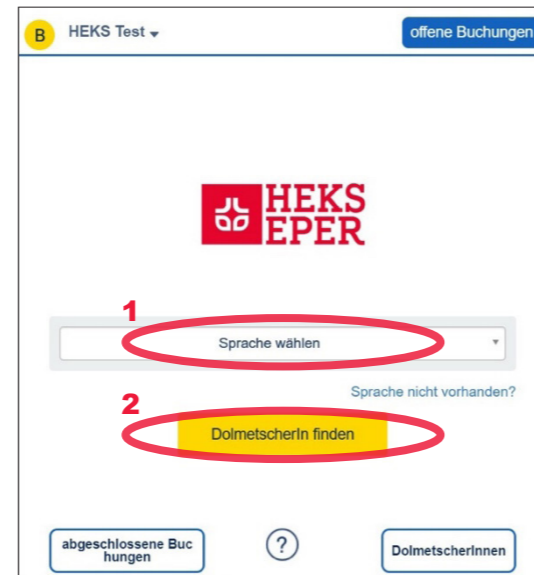 B HEKS Test
offene Buchungen
HEKS
EPER
1
Sprache wählen
Sprache nicht vorhanden?
2
DolmetscherIn finden
abgeschlossene Buc
hungen
?
DolmetscherInnen